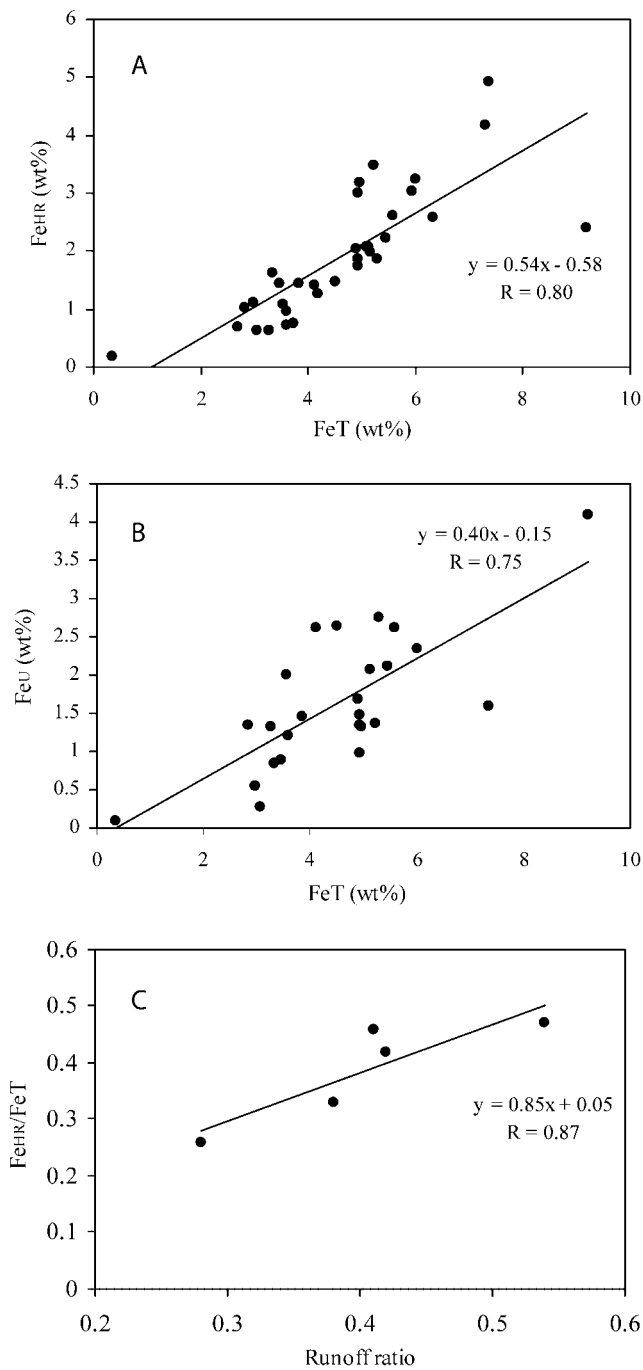 6
A
5
4
FeHR (wt%)
3
2
y = 0.54x - 0.58
R = 0.80
1
0
0 2 4 6 8 10
FeT (wt%)
4.5
B
y = 0.40x - 0.15
4
R = 0.75
3.5
3
FeU (wt%)
2.5
2
1.5
1
0.5
0
0 2 4 6 8 10
FeT (wt%)
0.6
C
0.5
0.4
FeHR/FeT
0.3
y = 0.85x + 0.05
R = 0.87
0.2
0.1
0
0.2 0.3 0.4 0.5 0.6
Runoff ratio